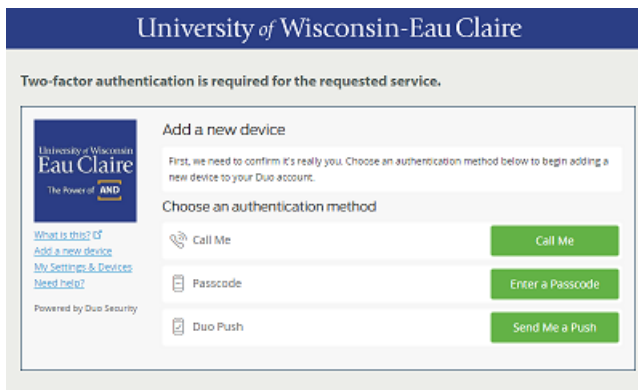 University of Wisconsin-Eau Claire
Two-factor authentication is required for the requested service.
University of Wisconsin
Eau Claire
The Power of AND
What is this?
Add a new device
My Settings & Devices
Need help?
Powered by Duo Security
Add a new device
First, we need to confirm it's really you. Choose an authentication method below to begin adding a
new device to your Duo account.
Choose an authentication method
Call Me
Call Me
Passcode
Enter a Passcode
Duo Push
Send Me a Push